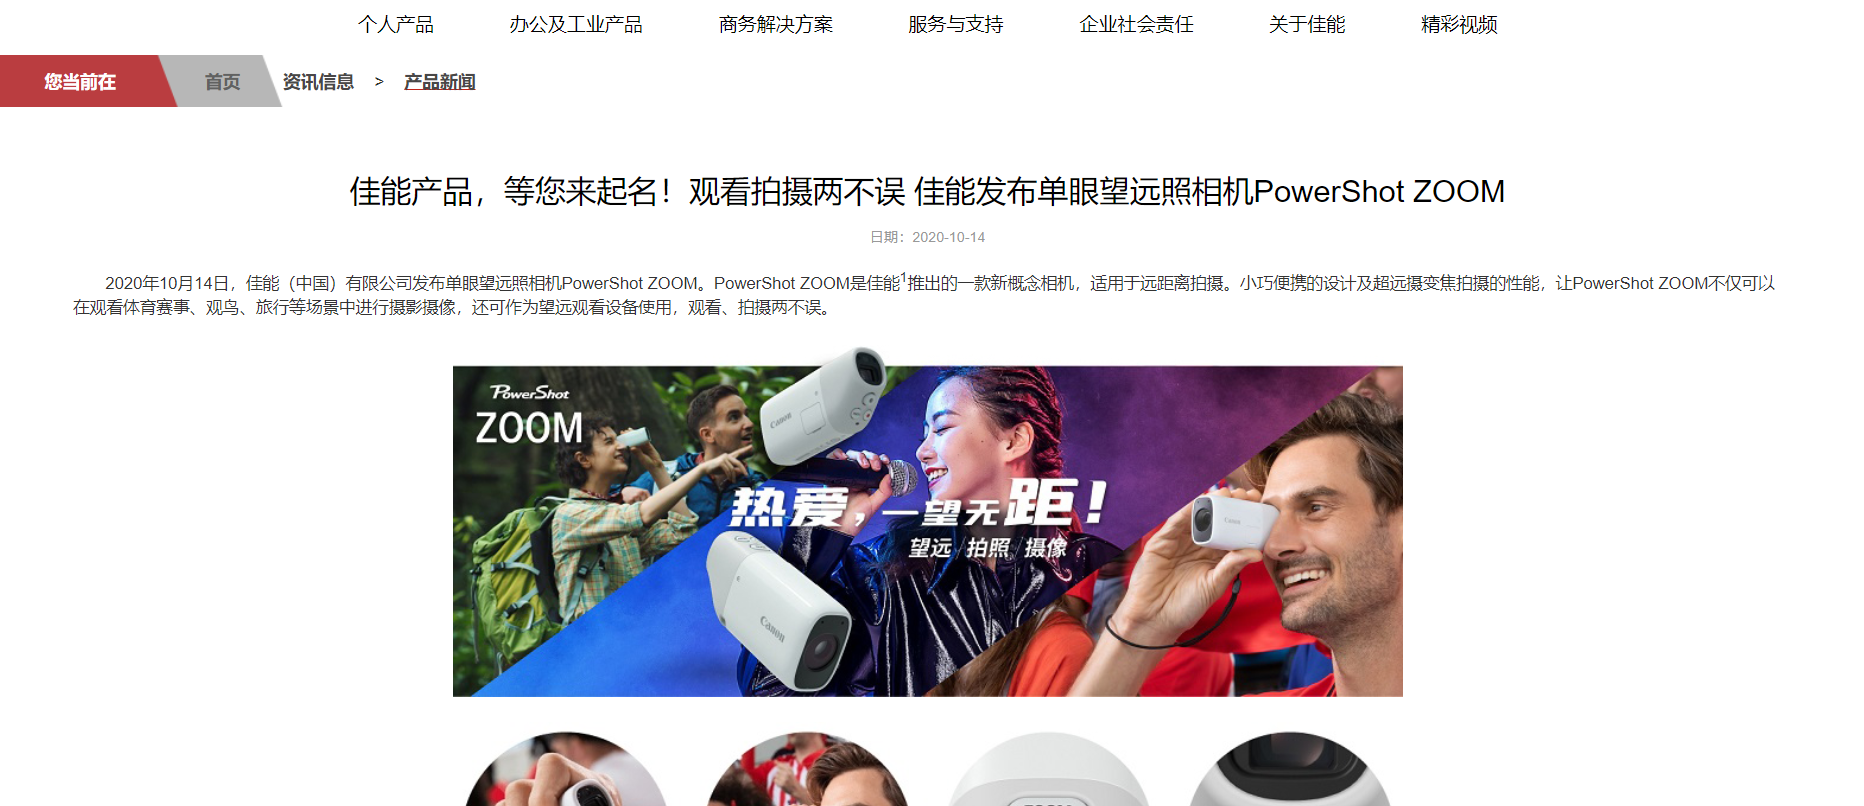 个人产品 办公及工业产品 商务解决方案 服务与支持 企业社会责任 关于佳能 精彩视频
您当前在 首页 资讯信息 > 产品新闻
佳能产品，等您来起名！观看拍摄两不误 佳能发布单眼望远照相机PowerShot ZOOM
日期：2020-10-14
2020年10月14日，佳能（中国）有限公司发布单眼望远照相机PowerShot ZOOM。PowerShot ZOOM是佳能1推出的一款新概念相机，适用于远距离拍摄。小巧便携的设计及超远摄变焦拍摄的性能，让PowerShot ZOOM不仅可以
在观看体育赛事、观鸟、旅行等场景中进行摄影摄像，还可作为望远观看设备使用，观看、拍摄两不误。
PowerShot
ZOOM
Canon
热爱，一望无距！
望远/拍照/摄像
Canon
Canon
ZOOM